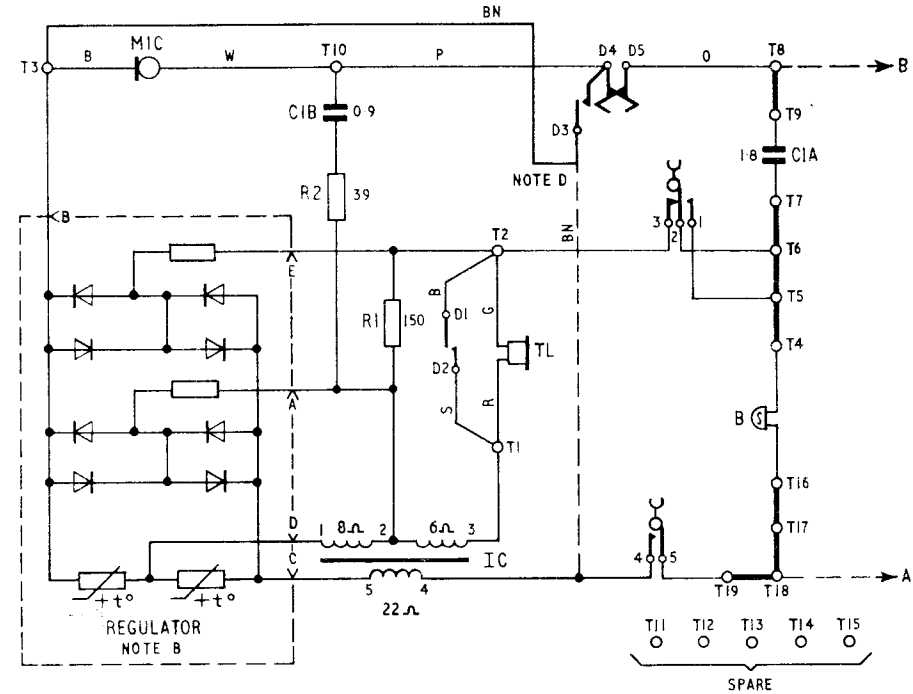 BN
T3 B MIC W T10 P D4 D5 O T8 B
C1B 0·9 T9
D3 1·8 C1A
R2 39 NOTE D
T7
B 3 2 1
T2 BN T6
E
B G T5
R1 150 D1
TL T4
D2
A S R B S
T1
T16
D 1 8Ω 2 6Ω 3 T17
C IC 4 5
5 4 T19 T18 A
+t° +t° 22Ω
REGULATOR T11 T12 T13 T14 T15
NOTE B
SPARE